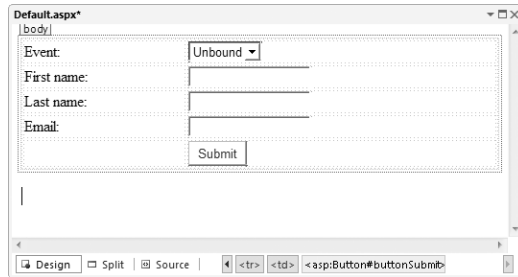 Default.aspx*
body
Event: Unbound
First name:
Last name:
Email:
Submit
Design Split Source <tr> <td> <asp:Button#buttonSubmit>